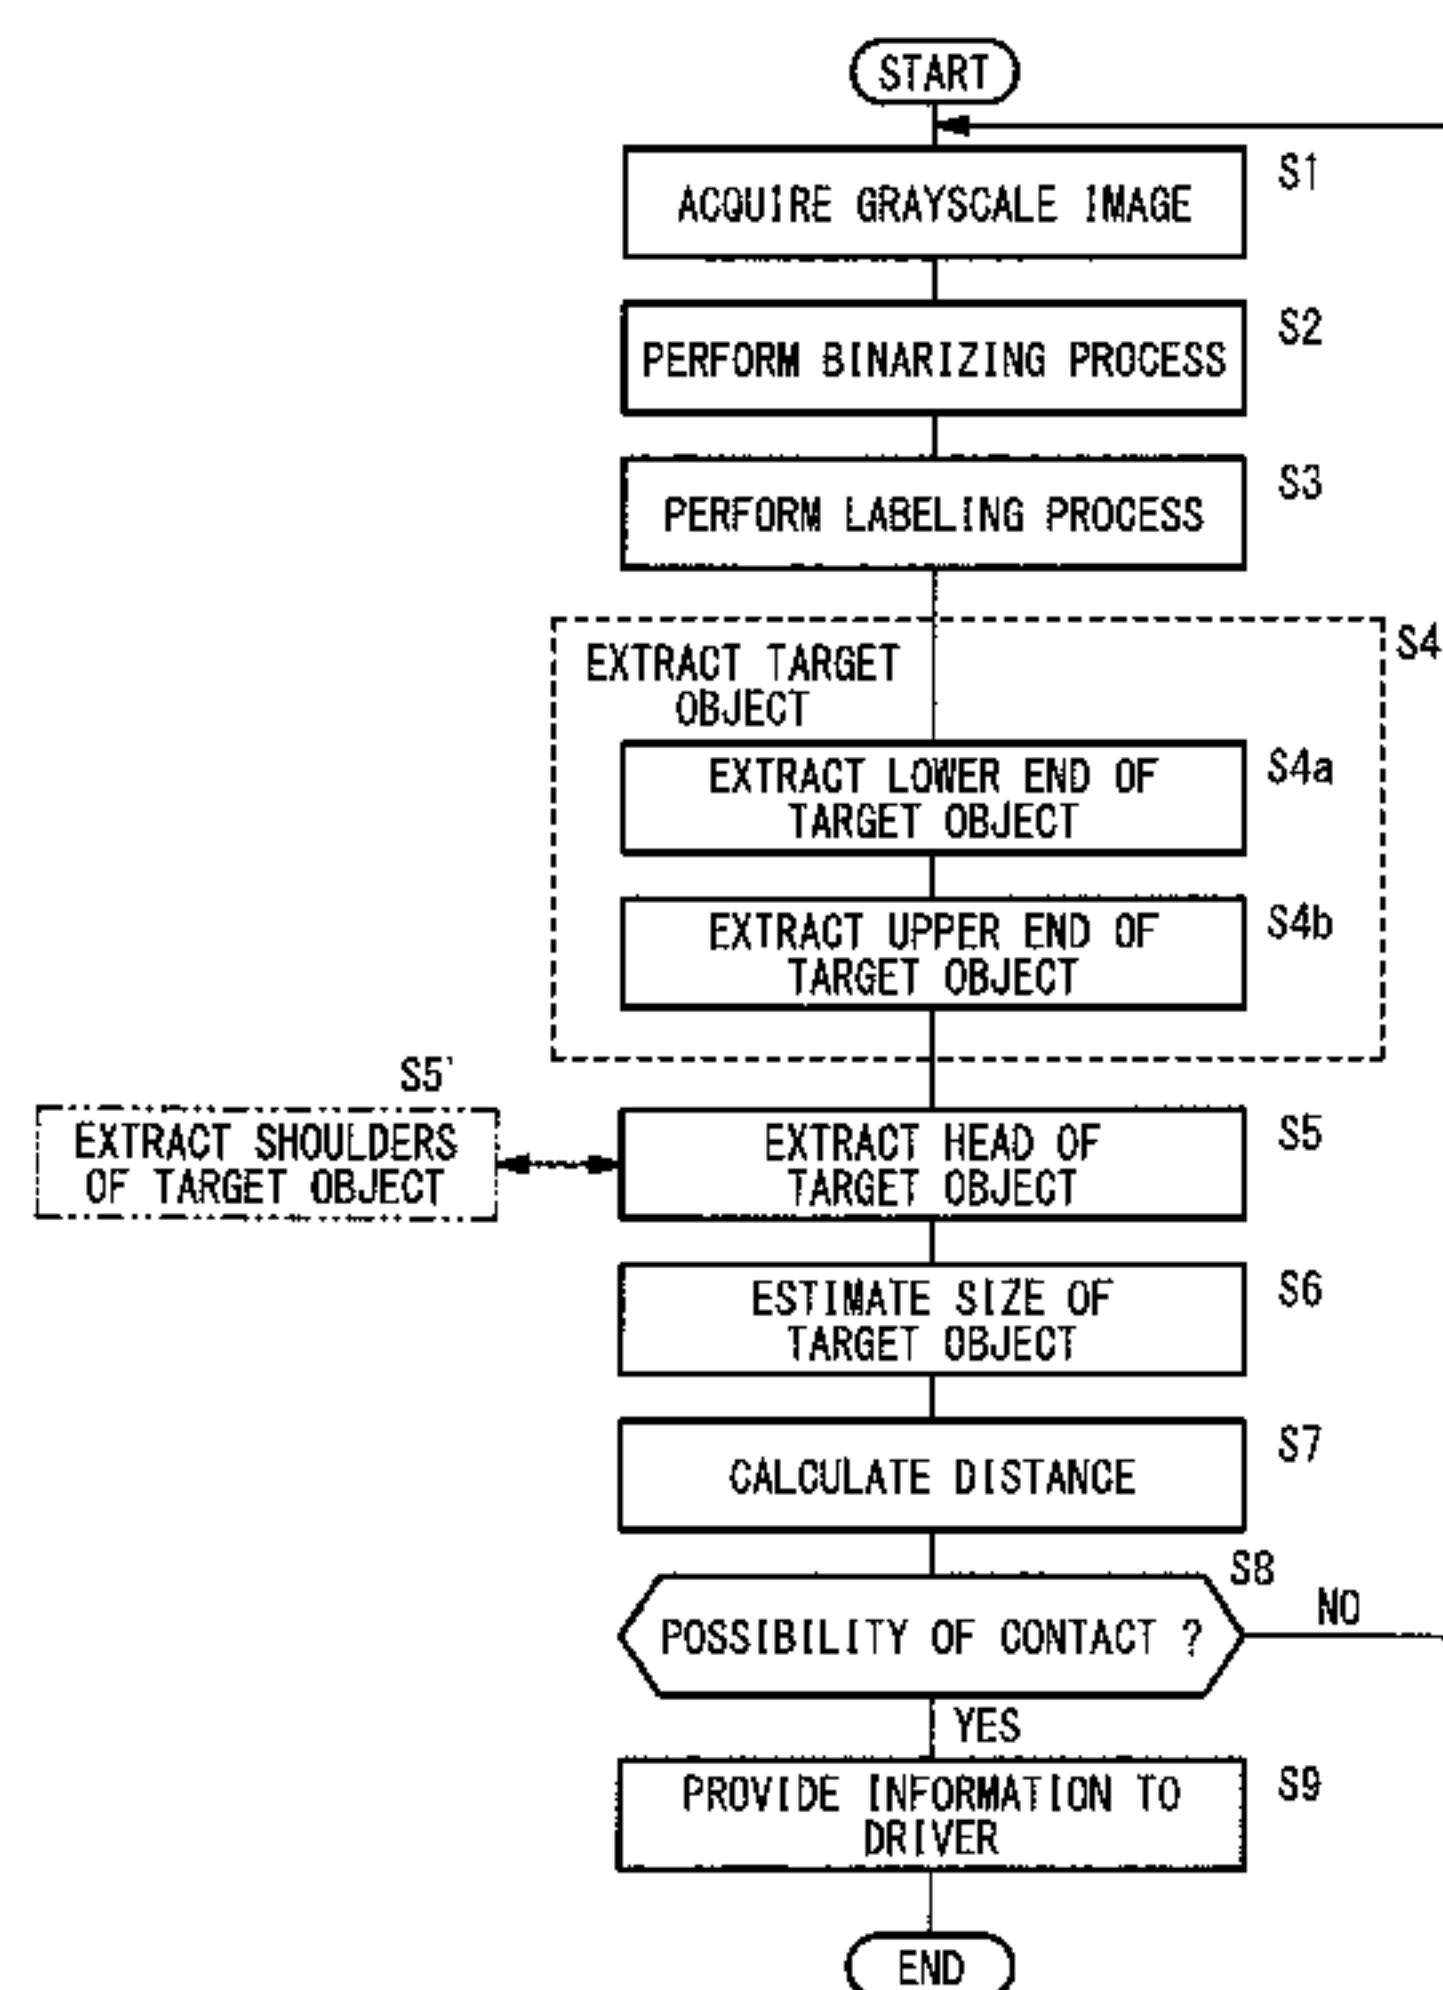 START
S1
ACQUIRE GRAYSCALE IMAGE
S2
PERFORM BINARIZING PROCESS
S3
PERFORM LABELING PROCESS
S4
EXTRACT TARGET
OBJECT
S4a
EXTRACT LOWER END OF
TARGET OBJECT
S4b
EXTRACT UPPER END OF
TARGET OBJECT
S5'
EXTRACT SHOULDERS
OF TARGET OBJECT
S5
EXTRACT HEAD OF
TARGET OBJECT
S6
ESTIMATE SIZE OF
TARGET OBJECT
S7
CALCULATE DISTANCE
S8
POSSIBILITY OF CONTACT ?
NO
YES
S9
PROVIDE INFORMATION TO
DRIVER
END